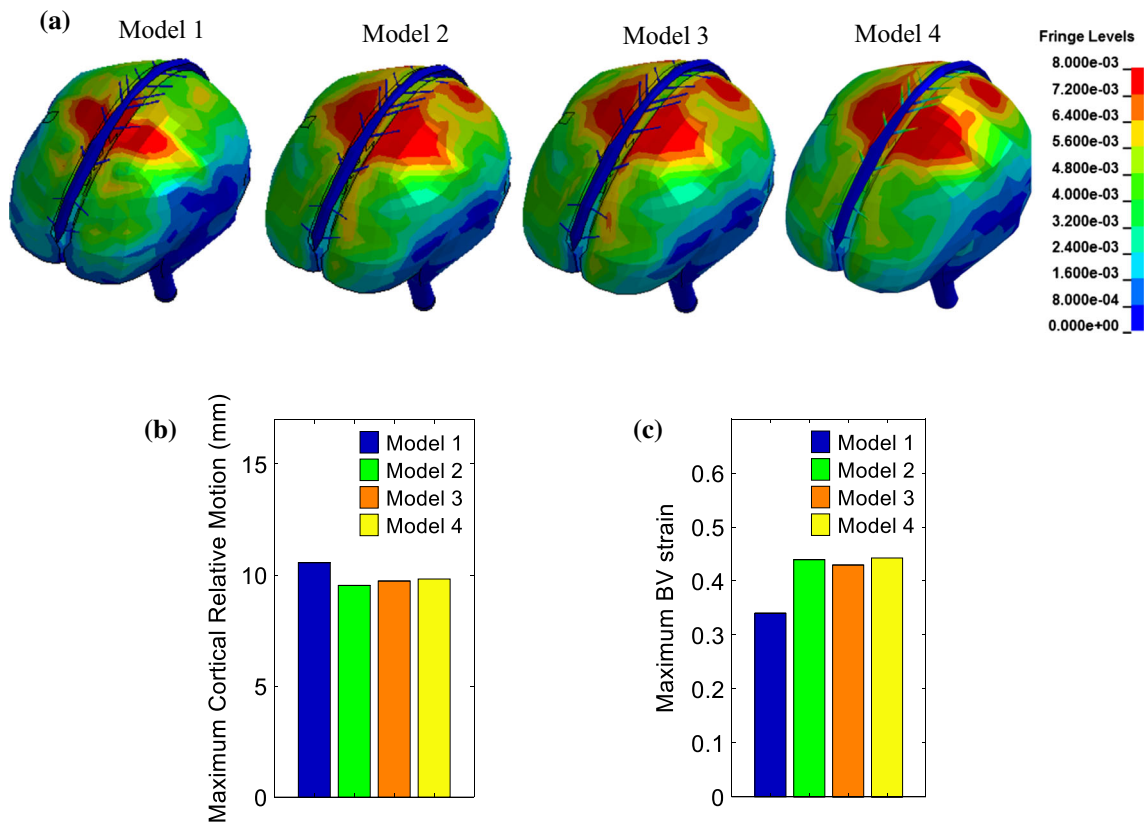 (a)
Model 1
Model 2
Model 3
Model 4
Fringe Levels
8.000e-03
7.200e-03
6.400e-03
5.600e-03
4.800e-03
4.000e-03
3.200e-03
2.400e-03
1.600e-03
8.000e-04
0.000e+00
(b)
Maximum Cortical Relative Motion (mm)
15
10
5
0
Model 1
Model 2
Model 3
Model 4
(c)
Maximum BV strain
0.6
0.5
0.4
0.3
0.2
0.1
0
Model 1
Model 2
Model 3
Model 4